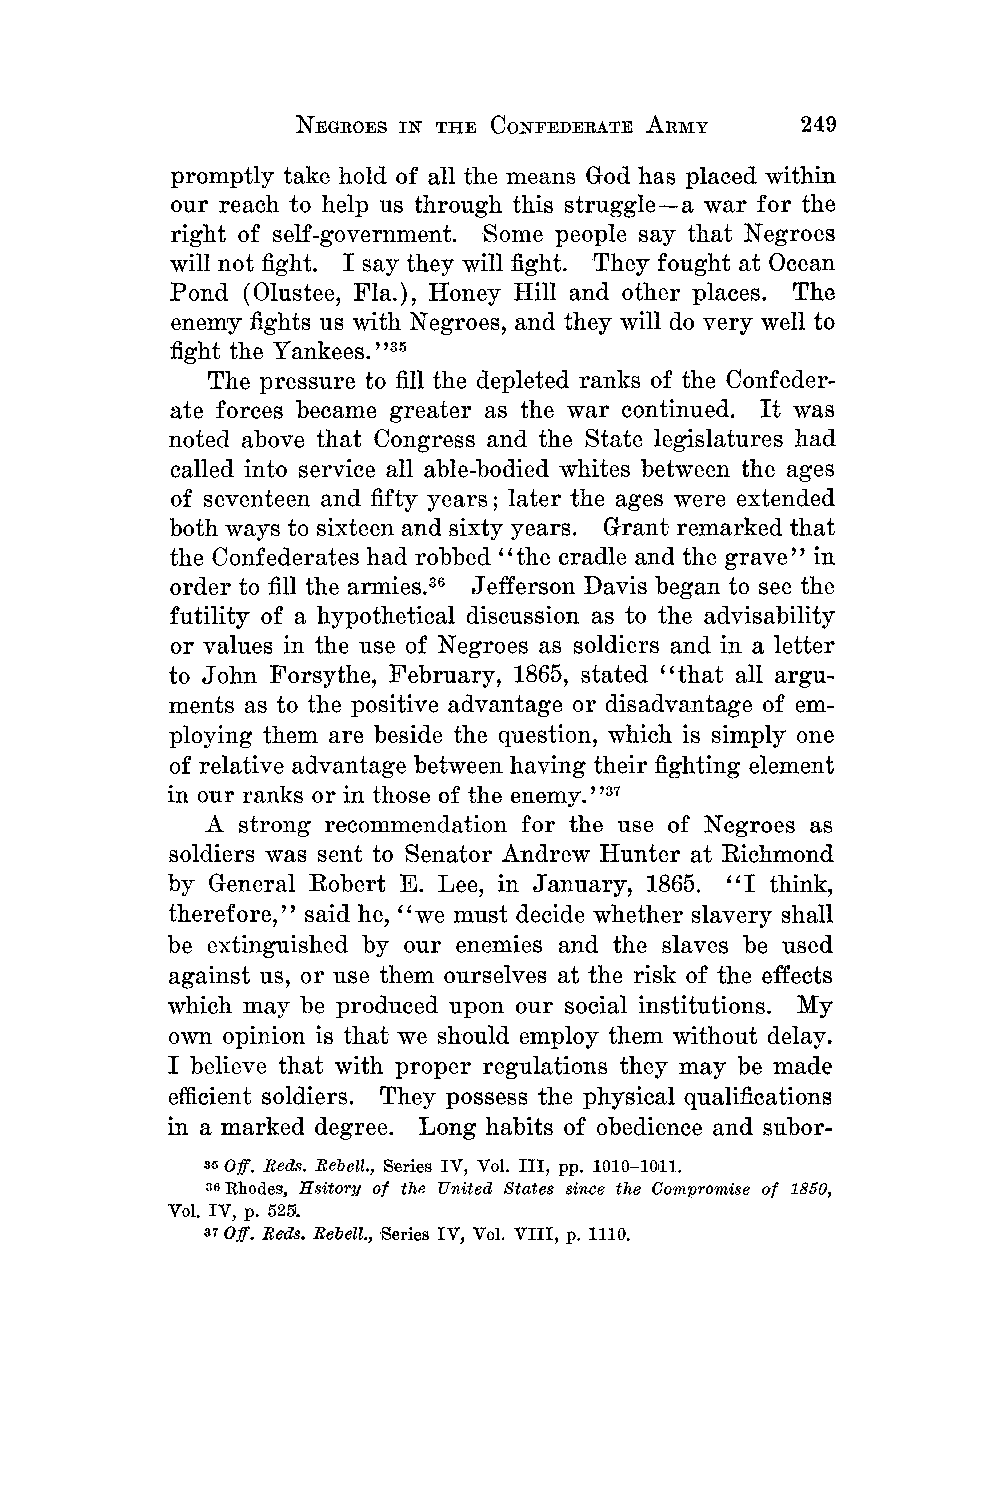 NEGROES IN THE CONFEDERATE ARMY 249
promptly take hold of all the means God has placed within
our reach to help us through this struggle—a war for the
right of self-government. Some people say that Negroes
will not fight. I say they will fight. They fought at Ocean
Pond (Olustee, Fla.), Honey Hill and other places. The
enemy fights us with Negroes, and they will do very well to
fight the Yankees.’’³⁵
The pressure to fill the depleted ranks of the Confeder-
ate forces became greater as the war continued. It was
noted above that Congress and the State legislatures had
called into service all able-bodied whites between the ages
of seventeen and fifty years; later the ages were extended
both ways to sixteen and sixty years. Grant remarked that
the Confederates had robbed ‘‘the cradle and the grave’’ in
order to fill the armies.³⁶ Jefferson Davis began to see the
futility of a hypothetical discussion as to the advisability
or values in the use of Negroes as soldiers and in a letter
to John Forsythe, February, 1865, stated ‘‘that all argu-
ments as to the positive advantage or disadvantage of em-
ploying them are beside the question, which is simply one
of relative advantage between having their fighting element
in our ranks or in those of the enemy.’’³⁷
A strong recommendation for the use of Negroes as
soldiers was sent to Senator Andrew Hunter at Richmond
by General Robert E. Lee, in January, 1865. ‘‘I think,
therefore,’’ said he, ‘‘we must decide whether slavery shall
be extinguished by our enemies and the slaves be used
against us, or use them ourselves at the risk of the effects
which may be produced upon our social institutions. My
own opinion is that we should employ them without delay.
I believe that with proper regulations they may be made
efficient soldiers. They possess the physical qualifications
in a marked degree. Long habits of obedience and subor-
³⁵ Off. Reds. Rebell., Series IV, Vol. III, pp. 1010–1011.
³⁶ Rhodes, Hsitory of the United States since the Compromise of 1850,
Vol. IV, p. 525.
³⁷ Off. Reds. Rebell., Series IV, Vol. VIII, p. 1110.